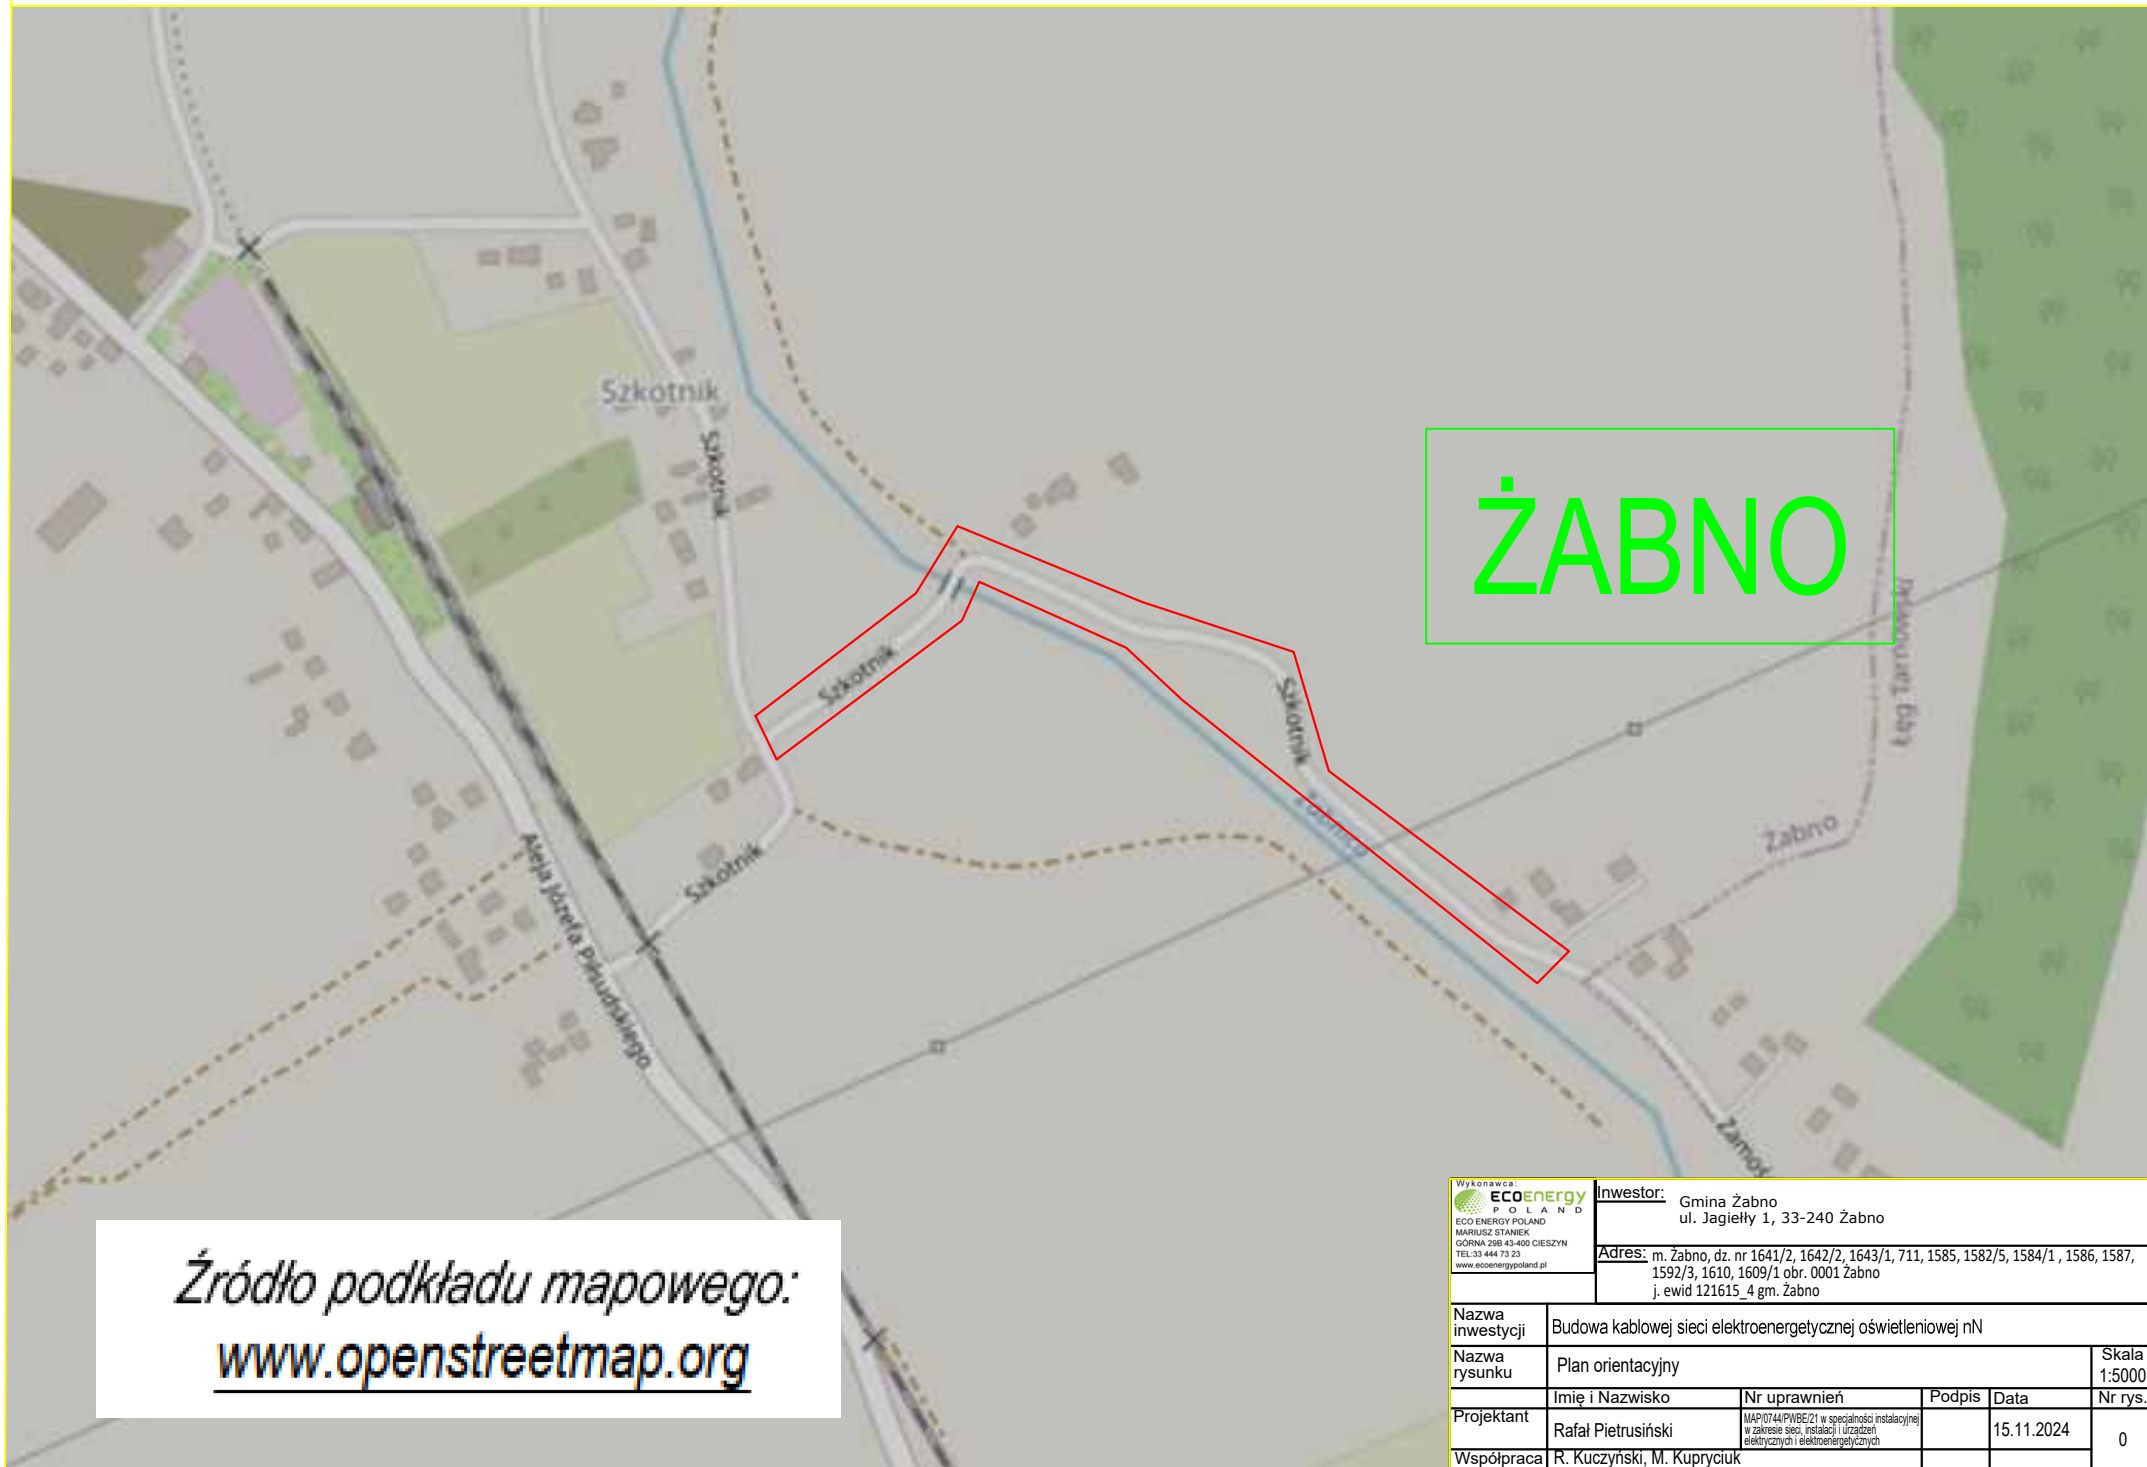 Szkotnik
Szkotnik
ŻABNO
Szkotnik
Szkotnik
Łęg Tarnowski
Żabnica
Żabno
Szkotnik
Aleja Józefa Piłsudskiego
Zamość
Źródło podkładu mapowego:
www.openstreetmap.org
Wykonawca:
ECOENERGY
POLAND
ECO ENERGY POLAND
MARIUSZ STANIEK
GÓRNA 29B 43-400 CIESZYN
TEL:33 444 73 23
www.ecoenergypoland.pl
Inwestor: Gmina Żabno
ul. Jagiełły 1, 33-240 Żabno
Adres: m. Żabno, dz. nr 1641/2, 1642/2, 1643/1, 711, 1585, 1582/5, 1584/1 , 1586, 1587,
1592/3, 1610, 1609/1 obr. 0001 Żabno
j. ewid 121615_4 gm. Żabno
Nazwa inwestycji Budowa kablowej sieci elektroenergetycznej oświetleniowej nN
Nazwa rysunku Plan orientacyjny Skala 1:5000
Imię i Nazwisko Nr uprawnień Podpis Data Nr rys.
Projektant Rafał Pietrusiński MAP/0744/PWBE/21 w specjalności instalacyjnej w zakresie sieci, instalacji i urządzeń elektrycznych i elektroenergetycznych 15.11.2024 0
Współpraca R. Kuczyński, M. Kupryciuk